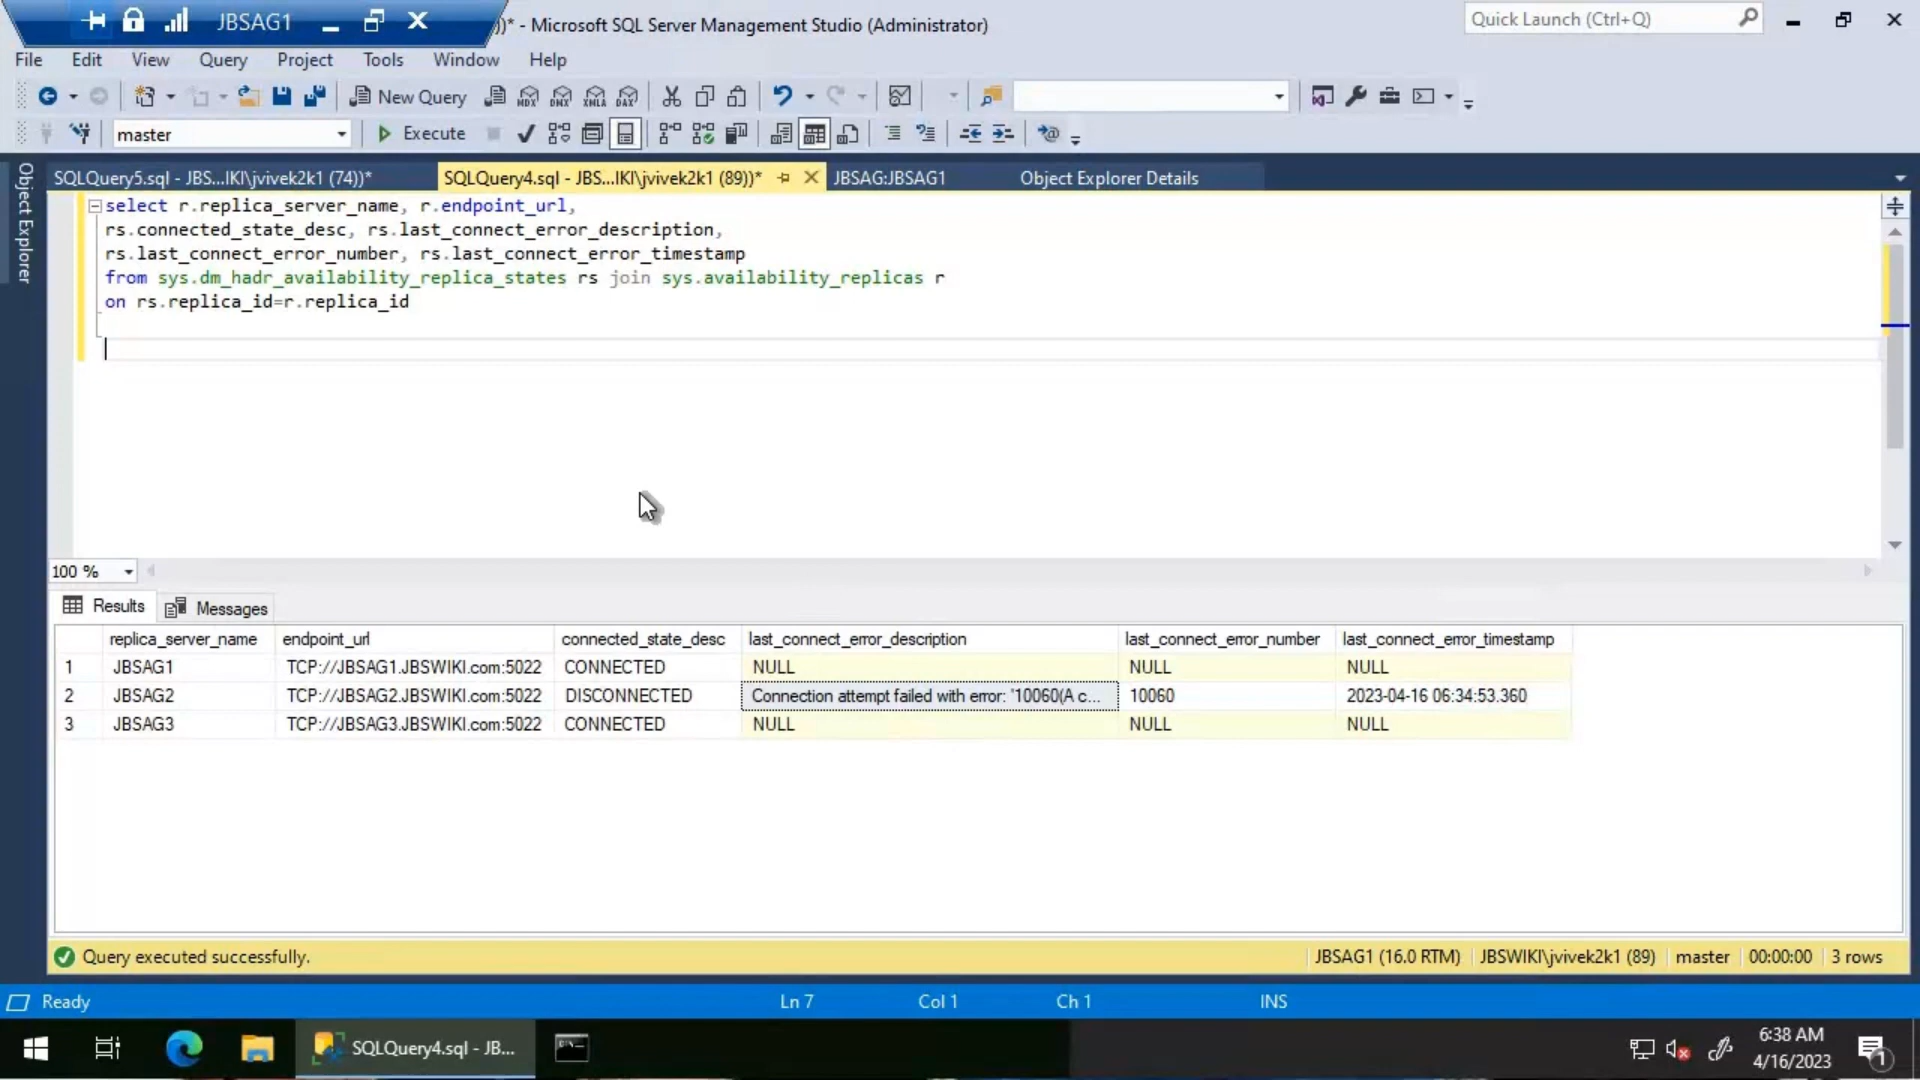 JBSAG1
))* - Microsoft SQL Server Management Studio (Administrator)
Quick Launch (Ctrl+Q)
File Edit View Query Project Tools Window Help
New Query
MDX DMX XMLA DAX
master
Execute
Object Explorer
SQLQuery5.sql - JBS...IKI\jvivek2k1 (74))*
SQLQuery4.sql - JBS...IKI\jvivek2k1 (89))*
JBSAG:JBSAG1
Object Explorer Details
select r.replica_server_name, r.endpoint_url,
rs.connected_state_desc, rs.last_connect_error_description,
rs.last_connect_error_number, rs.last_connect_error_timestamp
from sys.dm_hadr_availability_replica_states rs join sys.availability_replicas r
on rs.replica_id=r.replica_id
100 %
Results Messages
replica_server_name endpoint_url connected_state_desc last_connect_error_description last_connect_error_number last_connect_error_timestamp
1 JBSAG1 TCP://JBSAG1.JBSWIKI.com:5022 CONNECTED NULL NULL NULL
2 JBSAG2 TCP://JBSAG2.JBSWIKI.com:5022 DISCONNECTED Connection attempt failed with error: '10060(A c... 10060 2023-04-16 06:34:53.360
3 JBSAG3 TCP://JBSAG3.JBSWIKI.com:5022 CONNECTED NULL NULL NULL
Query executed successfully.
JBSAG1 (16.0 RTM) JBSWIKI\jvivek2k1 (89) master 00:00:00 3 rows
Ready Ln 7 Col 1 Ch 1 INS
SQLQuery4.sql - JB...
6:38 AM
4/16/2023
1